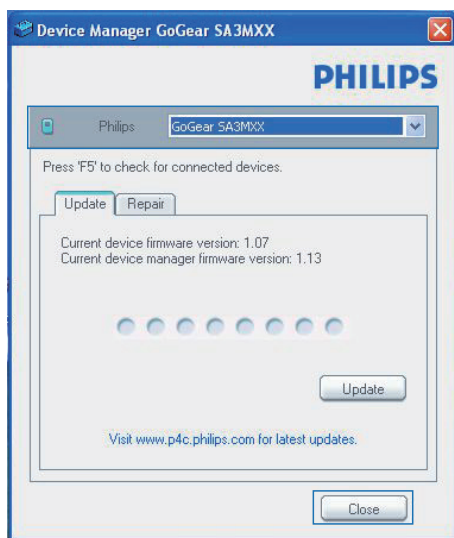 Device Manager GoGear SA3MXX
PHILIPS
Philips GoGear SA3MXX
Press 'F5' to check for connected devices.
Update Repair
Current device firmware version: 1.07
Current device manager firmware version: 1.13
Update
Visit www.p4c.philips.com for latest updates.
Close